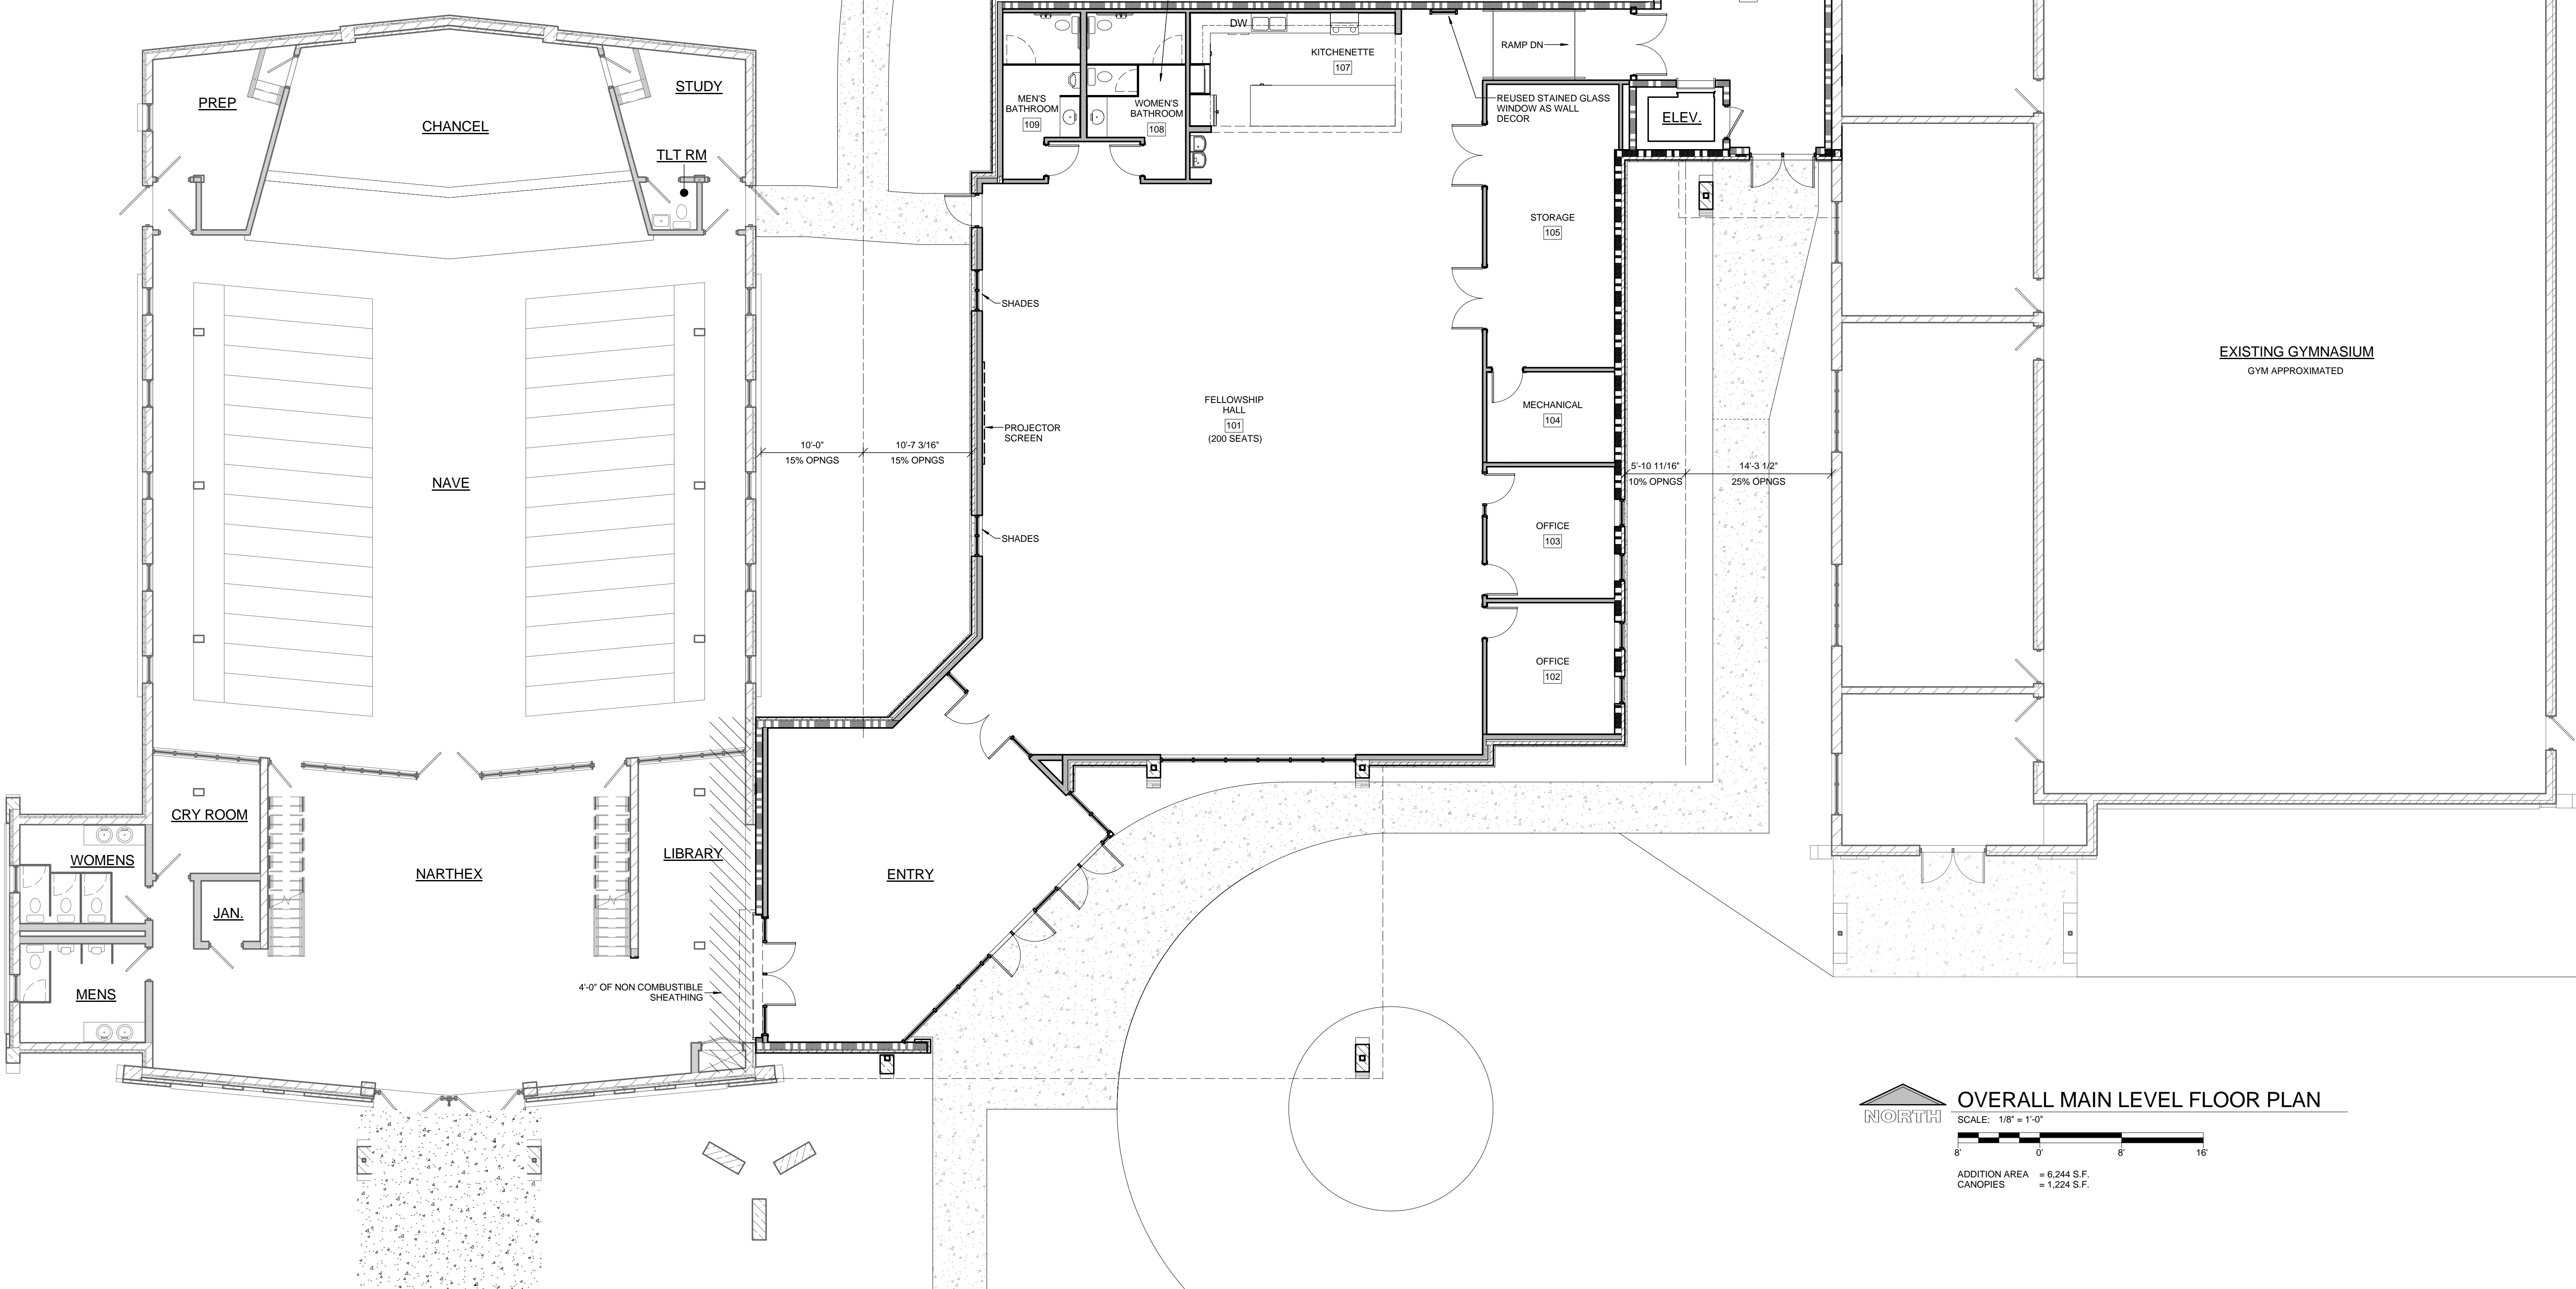 DW
KITCHENETTE
107
RAMP DN
PREP
STUDY
CHANCEL
MEN'S
BATHROOM
109
WOMEN'S
BATHROOM
108
REUSED STAINED GLASS
WINDOW AS WALL
DECOR
ELEV.
TLT RM
STORAGE
105
SHADES
EXISTING GYMNASIUM
GYM APPROXIMATED
FELLOWSHIP
HALL
101
(200 SEATS)
MECHANICAL
104
PROJECTOR
SCREEN
10'-0"
15% OPNGS
10'-7 3/16"
15% OPNGS
5'-10 11/16"
10% OPNGS
14'-3 1/2"
25% OPNGS
NAVE
OFFICE
103
SHADES
OFFICE
102
CRY ROOM
WOMENS
LIBRARY
NARTHEX
ENTRY
JAN.
MENS
4'-0" OF NON COMBUSTIBLE
SHEATHING
NORTH
OVERALL MAIN LEVEL FLOOR PLAN
SCALE: 1/8" = 1'-0"
8' 0' 8' 16'
ADDITION AREA = 6,244 S.F.
CANOPIES = 1,224 S.F.